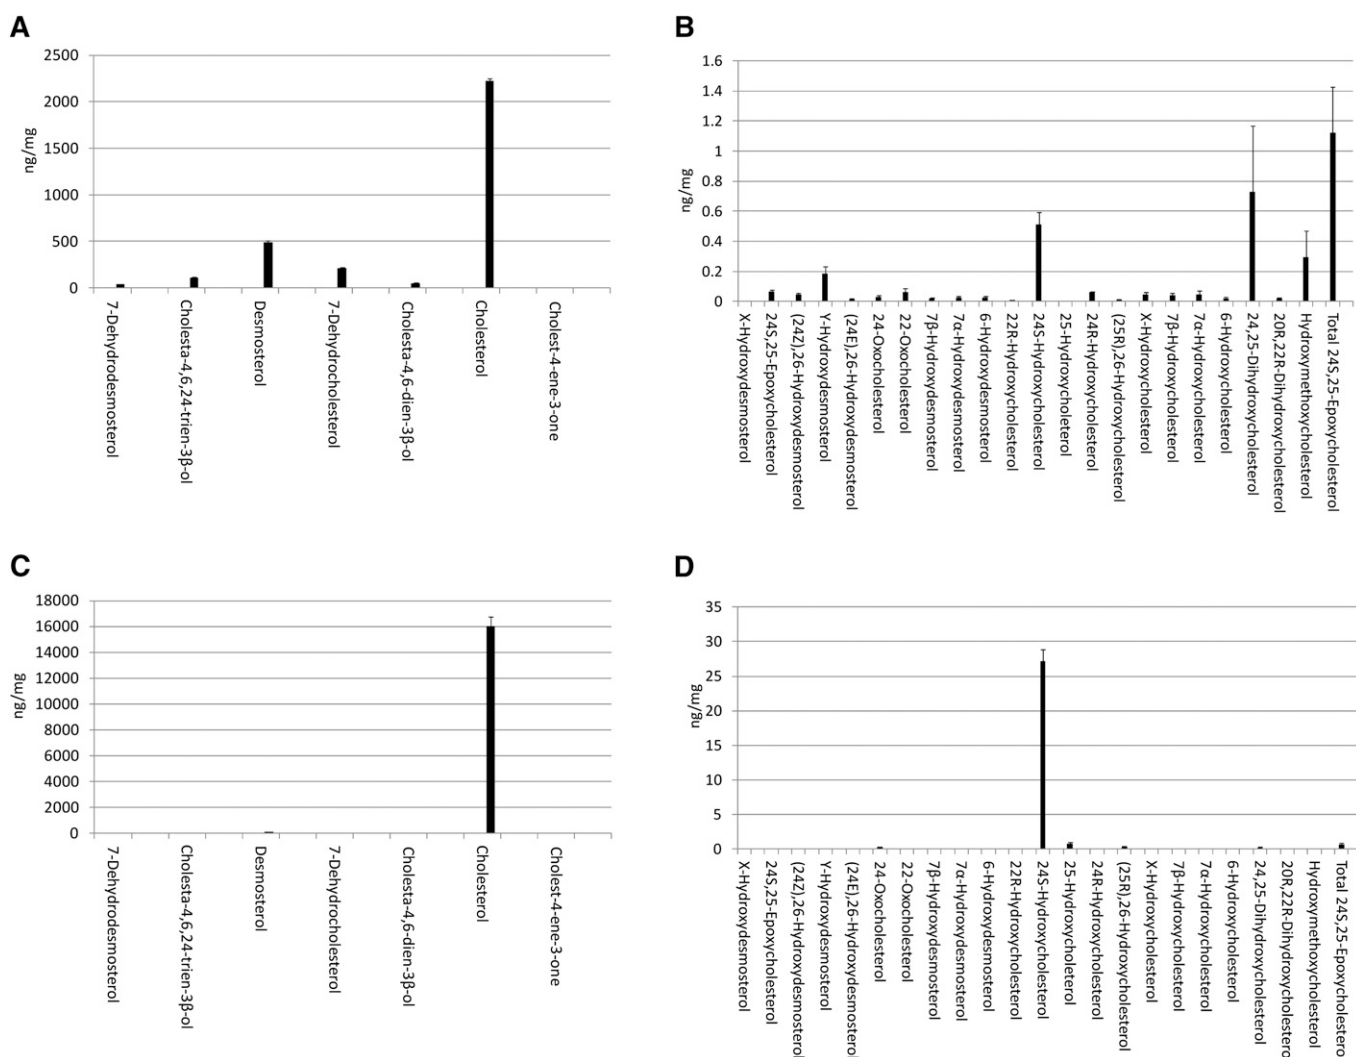 A
ng/mg
2500
2000
1500
1000
500
0
7-Dehydrodesmosterol
Cholesta-4,6,24-trien-3β-ol
Desmosterol
7-Dehydrocholesterol
Cholesta-4,6-dien-3β-ol
Cholesterol
Cholest-4-ene-3-one
B
ng/mg
1.6
1.4
1.2
1
0.8
0.6
0.4
0.2
0
X-Hydroxydesmosterol
24S,25-Epoxycholesterol
(24Z),26-Hydroxydesmosterol
Y-Hydroxydesmosterol
(24E),26-Hydroxydesmosterol
24-Oxocholesterol
22-Oxocholesterol
7β-Hydroxydesmosterol
7α-Hydroxydesmosterol
6-Hydroxydesmosterol
22R-Hydroxycholesterol
24S-Hydroxycholesterol
25-Hydroxycholeterol
24R-Hydroxycholesterol
(25R),26-Hydroxycholesterol
X-Hydroxycholesterol
7β-Hydroxycholesterol
7α-Hydroxycholesterol
6-Hydroxycholesterol
24,25-Dihydroxycholesterol
20R,22R-Dihydroxycholesterol
Hydroxymethoxycholesterol
Total 24S,25-Epoxycholesterol
C
ng/mg
18000
16000
14000
12000
10000
8000
6000
4000
2000
0
7-Dehydrodesmosterol
Cholesta-4,6,24-trien-3β-ol
Desmosterol
7-Dehydrocholesterol
Cholesta-4,6-dien-3β-ol
Cholesterol
Cholest-4-ene-3-one
D
ng/mg
35
30
25
20
15
10
5
0
X-Hydroxydesmosterol
24S,25-Epoxycholesterol
(24Z),26-Hydroxydesmosterol
Y-Hydroxydesmosterol
(24E),26-Hydroxydesmosterol
24-Oxocholesterol
22-Oxocholesterol
7β-Hydroxydesmosterol
7α-Hydroxydesmosterol
6-Hydroxydesmosterol
22R-Hydroxycholesterol
24S-Hydroxycholesterol
25-Hydroxycholeterol
24R-Hydroxycholesterol
(25R),26-Hydroxycholesterol
X-Hydroxycholesterol
7β-Hydroxycholesterol
7α-Hydroxycholesterol
6-Hydroxycholesterol
24,25-Dihydroxycholesterol
20R,22R-Dihydroxycholestero
Hydroxymethoxycholesterol
Total 24S,25-Epoxycholestero